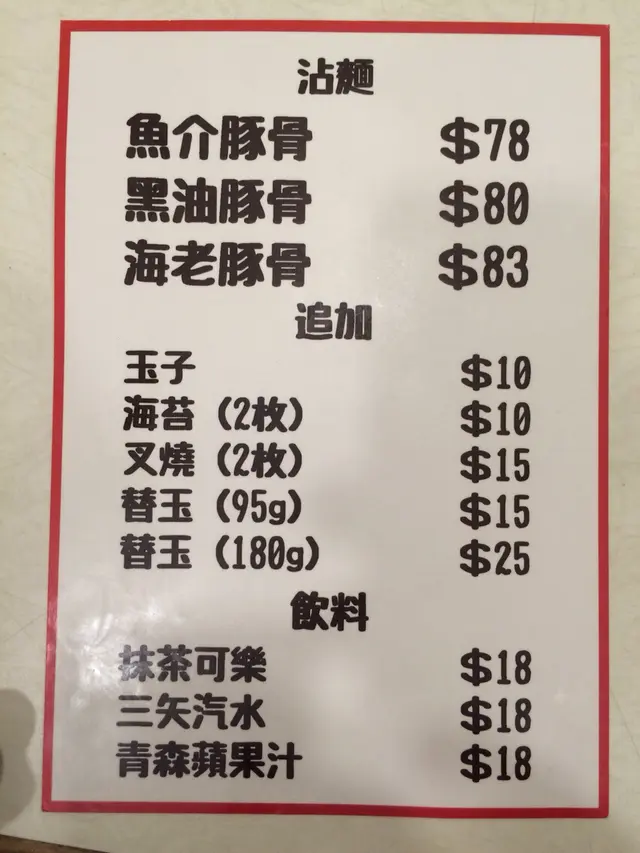 沾麵
魚介豚骨 $78
黑油豚骨 $80
海老豚骨 $83
追加
玉子 $10
海苔 (2枚) $10
叉燒 (2枚) $15
替玉 (95g) $15
替玉 (180g) $25
飲料
抹茶可樂 $18
三矢汽水 $18
青森蘋果汁 $18